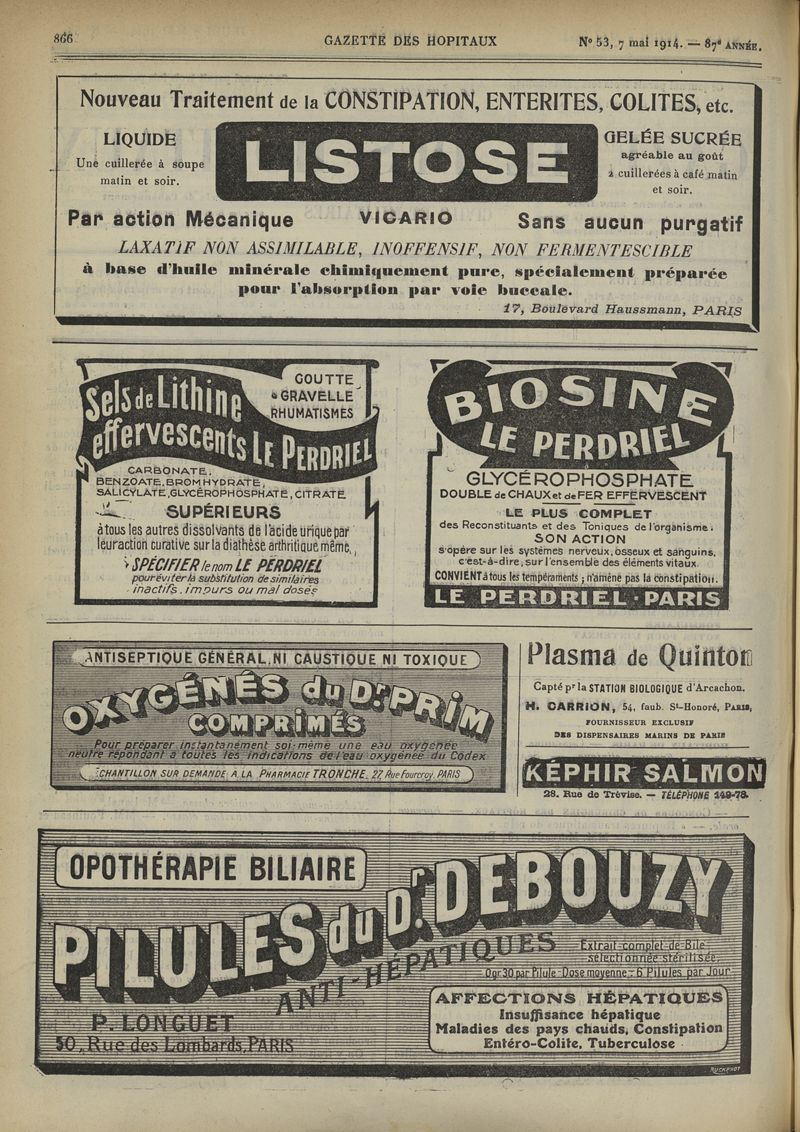 866
GAZETTE DES HOPITAUX
N° 53, 7 mai 1914. — 87e ANNÉE.
Nouveau Traitement de la CONSTIPATION, ENTERITES, COLITES, etc.
LIQUIDE
Une cuillerée à soupe
matin et soir.
LISTOSE
GELÉE SUCRÉE
agréable au goût
2 cuillerées à café matin
et soir.
Par action Mécanique
VICARIO
Sans aucun purgatif
LAXATIF NON ASSIMILABLE, INOFFENSIF, NON FERMENTESCIBLE
à base d'huile minérale chimiquement pure, spécialement préparée
pour l'absorption par voie buccale.
17, Boulevard Haussmann, PARIS
Sels de Lithine
effervescents LE PERDRIEL
GOUTTE
GRAVELLE
RHUMATISMES
CARBONATE,
BENZOATE, BROMHYDRATE,
SALICYLATE, GLYCÉROPHOSPHATE, CITRATE
SUPÉRIEURS
à tous les autres dissolvants de l'acide urique par
leur action curative sur la diathèse arthritique même,
SPÉCIFIER le nom LE PERDRIEL
pour éviter la substitution de similaires
inactifs, impurs ou mal dosés
BIOSINE
LE PERDRIEL
GLYCÉROPHOSPHATE
DOUBLE de CHAUX et de FER EFFERVESCENT
LE PLUS COMPLET
des Reconstituants et des Toniques de l'organisme.
SON ACTION
s'opère sur les systèmes nerveux, osseux et sanguins,
c'est-à-dire, sur l'ensemble des éléments vitaux.
CONVIENT à tous les tempéraments ; n'amène pas la constipation.
LE PERDRIEL · PARIS
ANTISEPTIQUE GÉNÉRAL, NI CAUSTIQUE NI TOXIQUE
OXYGÉNÉS du Dr PRIM
COMPRIMÉS
Pour préparer instantanément soi-même une eau oxygénée
neutre répondant à toutes les indications de l'eau oxygénée du Codex
ÉCHANTILLON SUR DEMANDE A LA PHARMACIE TRONCHE, 27, Rue Fourcroy, PARIS
Plasma de Quinton
Capté pr la STATION BIOLOGIQUE d'Arcachon.
H. CARRION, 54, faub. St-Honoré, PARIS,
FOURNISSEUR EXCLUSIF
DES DISPENSAIRES MARINS DE PARIS
KÉPHIR SALMON
28, Rue de Trévise. — TÉLÉPHONE 149-78.
OPOTHÉRAPIE BILIAIRE
PILULES du Dr. DEBOUZY
ANTI-HÉPATIQUES
Extrait complet de Bile
sélectionnée stérilisée,
0gr 30 par Pilule - Dose moyenne - 6 Pilules par Jour
P. LONGUET
50, Rue des Lombards, PARIS
AFFECTIONS HÉPATIQUES
Insuffisance hépatique
Maladies des pays chauds, Constipation
Entéro-Colite, Tuberculose
RUCKERT